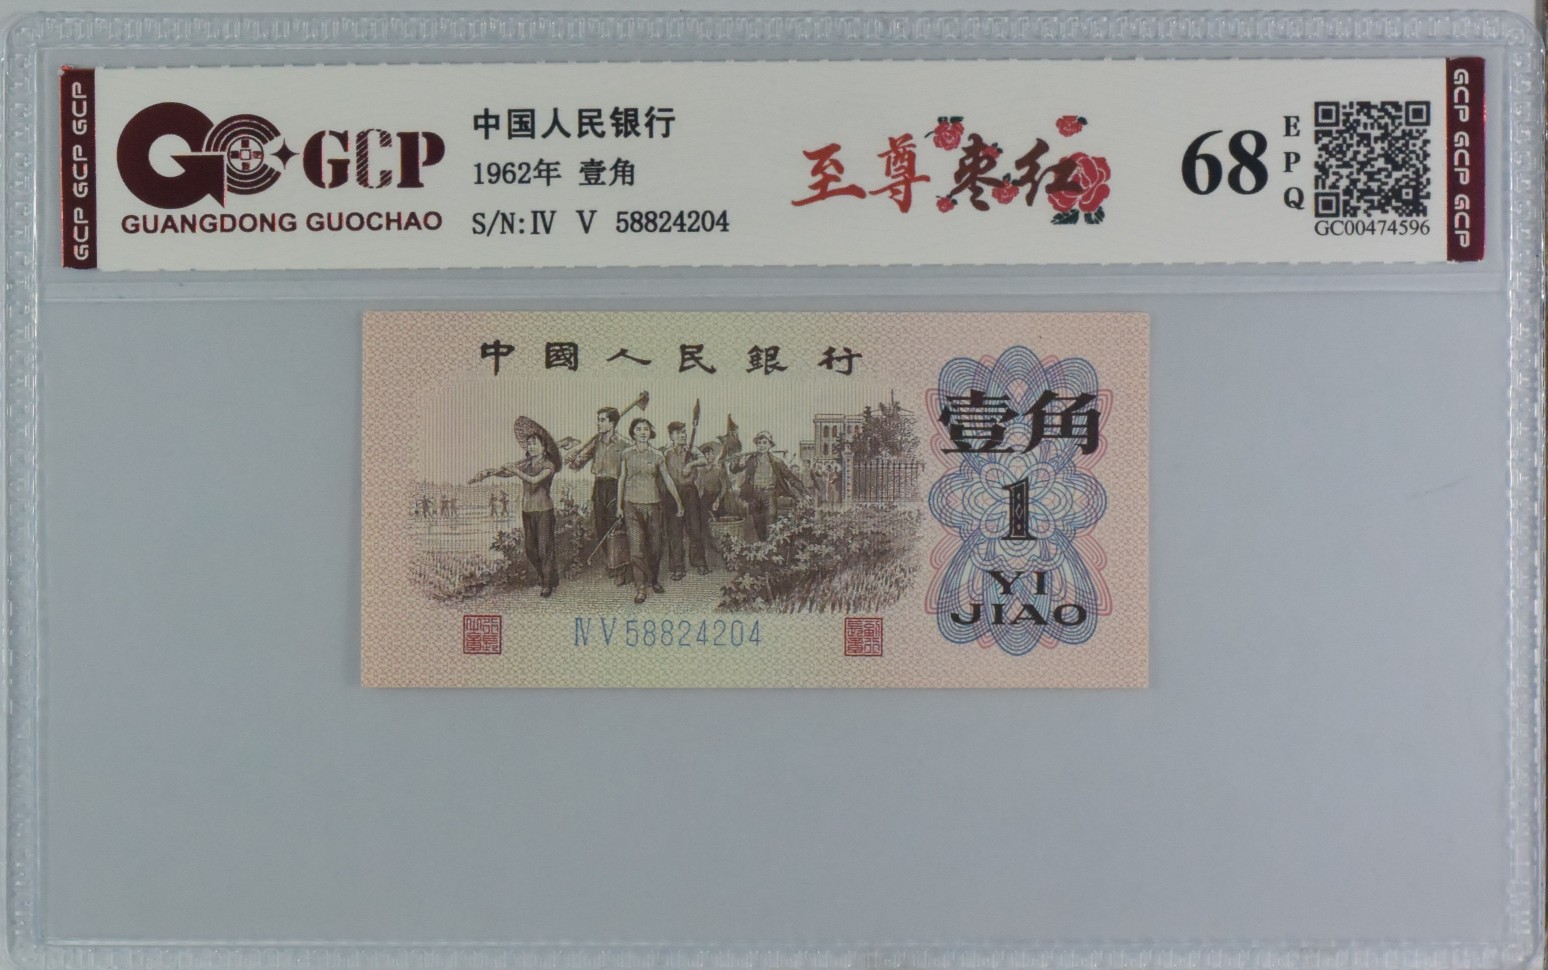 GCP GCP GCP
GCP
GUANGDONG GUOCHAO
中国人民银行
1962年 壹角
S/N:Ⅳ Ⅴ 58824204
至尊枣红
68
EPQ
GC00474596
GCP GCP GCP
中國人民銀行
壹角
1
YI
JIAO
Ⅳ Ⅴ 58824204